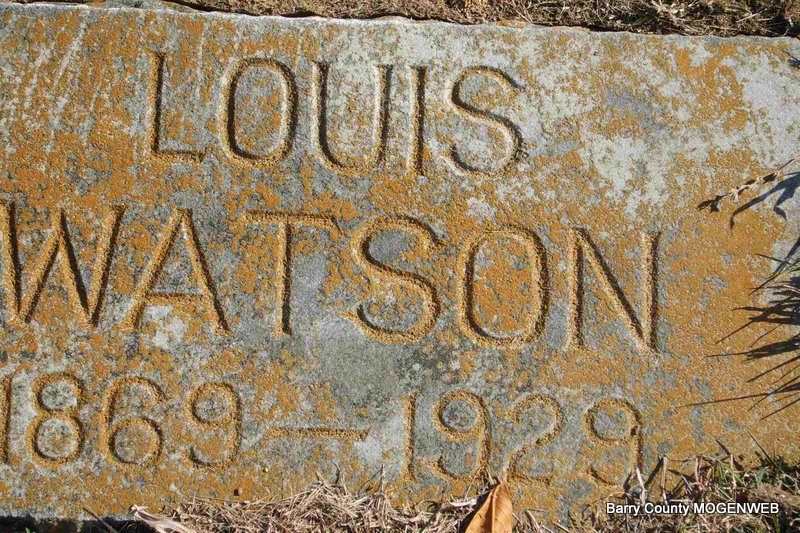 LOUIS
WATSON
1869-1929
Barry County MOGENWEB